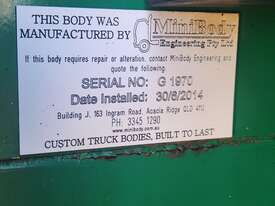 THIS BODY WAS
MANUFACTURED BY
MiniBody
Engineering Pty Ltd
If this body requires repair or alteration, contact MiniBody Engineering and
quote the following.
SERIAL NO: G 1970
Date Installed: 30/6/2014
Building J, 163 Ingram Road, Acacia Ridge QLD 4110
PH: 3345 1290
www.minibody.com.au
CUSTOM TRUCK BODIES, BUILT TO LAST